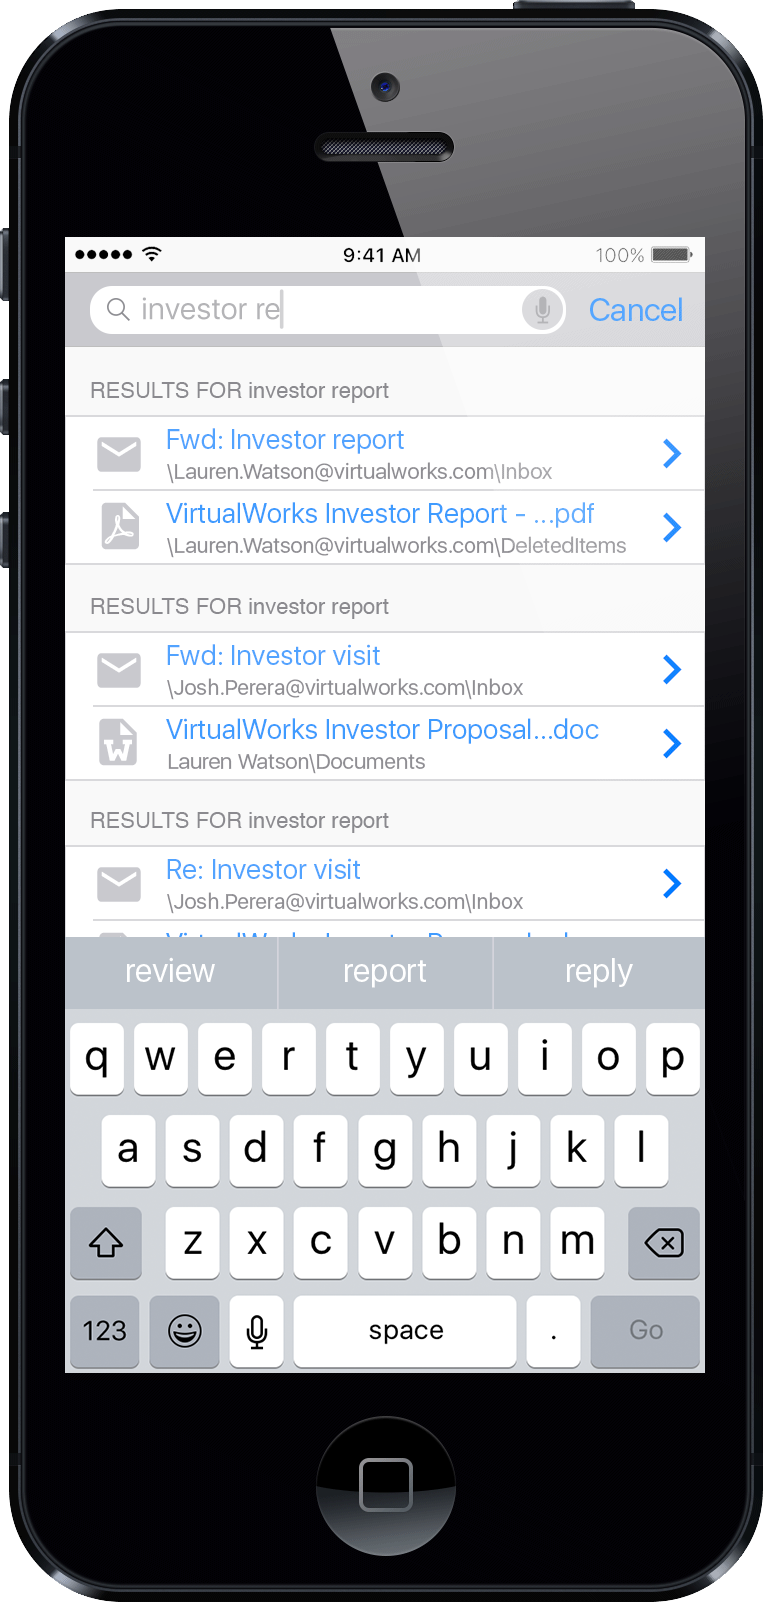 9:41 AM
100%
investor re
Cancel
RESULTS FOR investor report
Fwd: Investor report
\Lauren.Watson@virtualworks.com\Inbox
VirtualWorks Investor Report - ...pdf
\Lauren.Watson@virtualworks.com\DeletedItems
RESULTS FOR investor report
Fwd: Investor visit
\Josh.Perera@virtualworks.com\Inbox
VirtualWorks Investor Proposal...doc
Lauren Watson\Documents
RESULTS FOR investor report
Re: Investor visit
\Josh.Perera@virtualworks.com\Inbox
review report reply
q w e r t y u i o p
a s d f g h j k l
z x c v b n m
123 space . Go